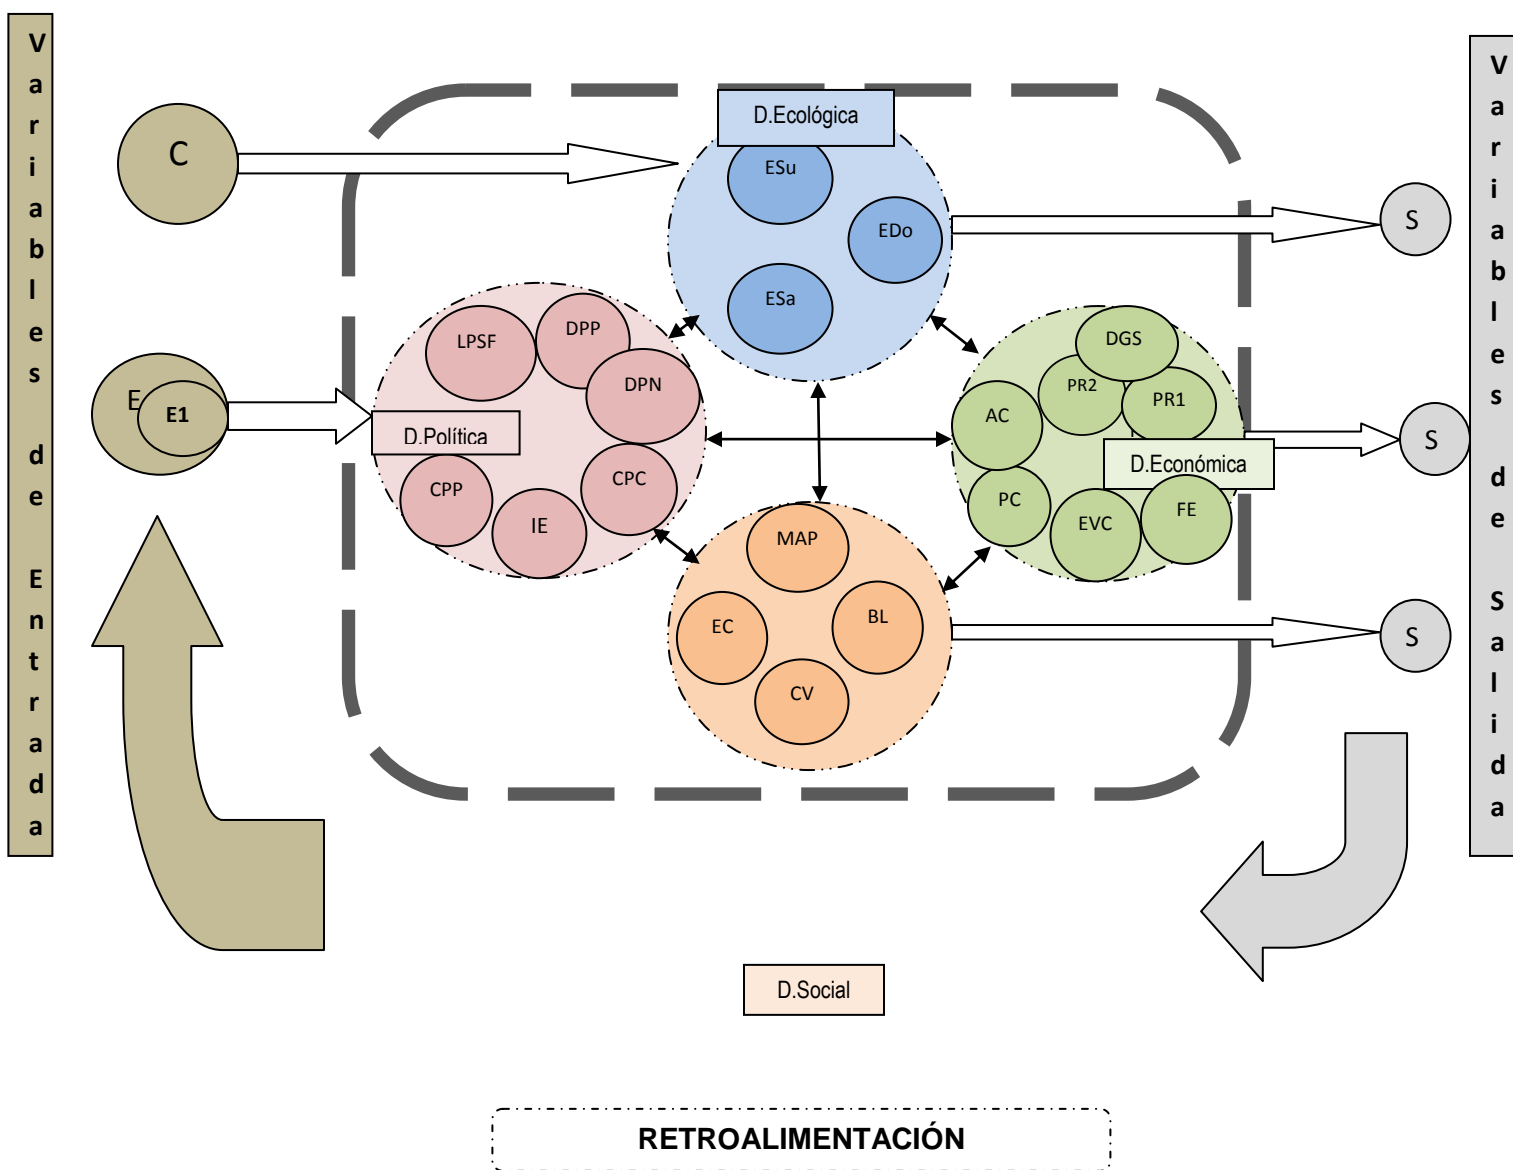 Variables de Entrada
C
E
E1
D.Ecológica
ESu
EDo
ESa
LPSF
DPP
DPN
D.Política
CPP
IE
CPC
DGS
PR2
PR1
AC
D.Económica
PC
EVC
FE
MAP
EC
BL
CV
S
S
S
Variables de Salida
D.Social
RETROALIMENTACIÓN